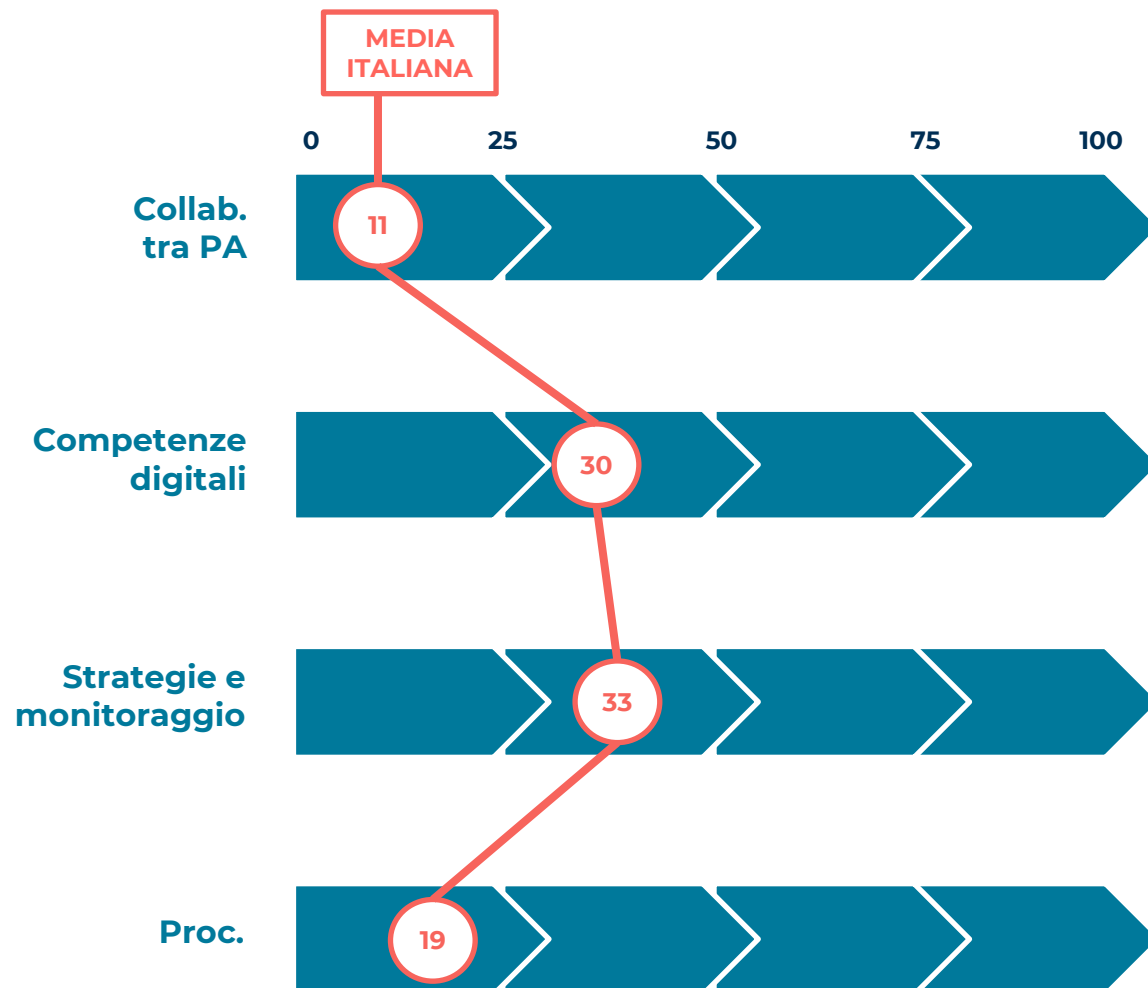 MEDIA
ITALIANA
0 25 50 75 100
Collab.
tra PA
11
Competenze
digitali
30
Strategie e
monitoraggio
33
Proc.
19